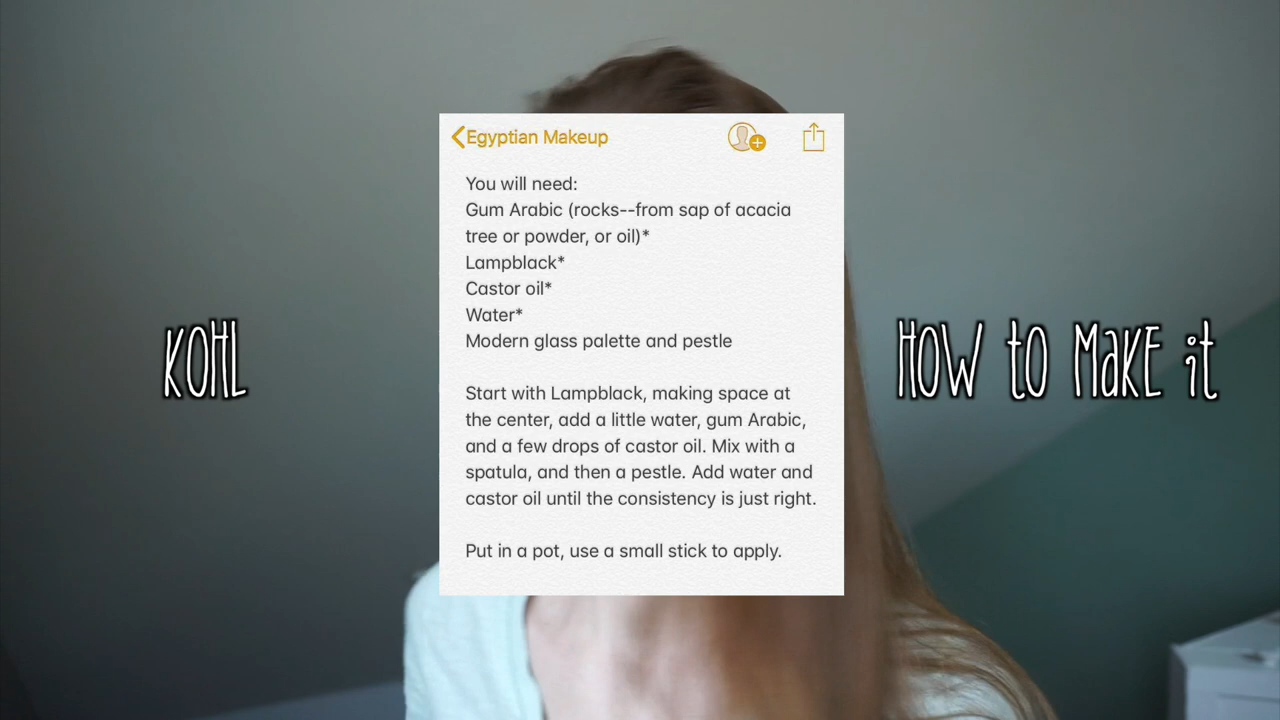 Egyptian Makeup
You will need:
Gum Arabic (rocks--from sap of acacia
tree or powder, or oil)*
Lampblack*
Castor oil*
Water*
Modern glass palette and pestle
Start with Lampblack, making space at
the center, add a little water, gum Arabic,
and a few drops of castor oil. Mix with a
spatula, and then a pestle. Add water and
castor oil until the consistency is just right.
Put in a pot, use a small stick to apply.
KOHL
HOW to MaKE it